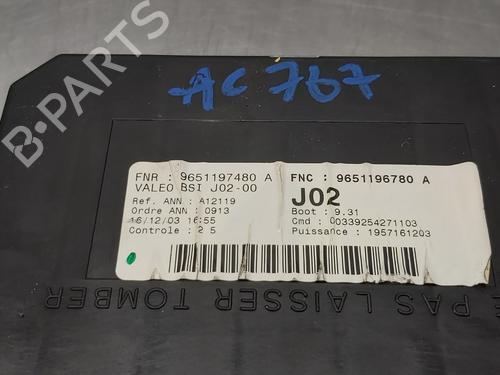 AC 767
B-PARTS
FNR : 9651197480 A
VALEO BSI J02-00
Ref. ANN : A12119
Ordre ANN : 0913
16/12/03 16:55
Controle : 2 5
FNC : 9651196780 A
J02
Boot : 9.31
Cmd : 00339254271103
Puissance : 1957161203
E PAS LAISSER TOMBER